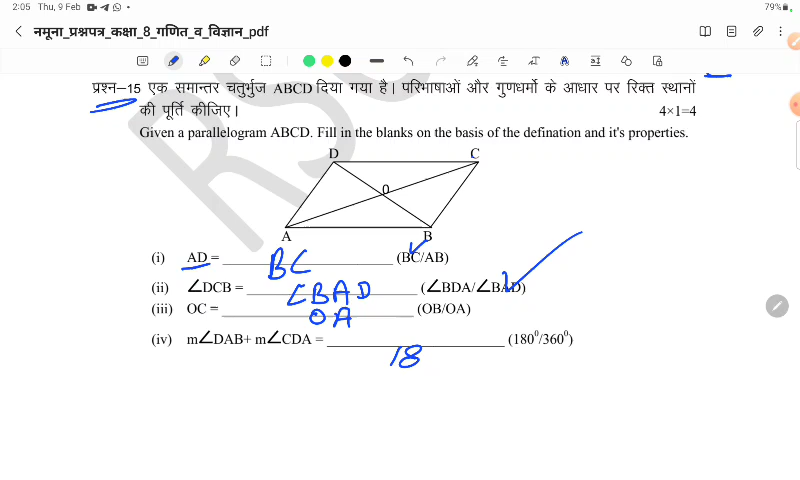 2:05 Thu, 9 Feb
79%
नमूना_प्रश्नपत्र_कक्षा_8_गणित_व_विज्ञान_pdf
प्रश्न–15 एक समान्तर चतुर्भुज ABCD दिया गया है। परिभाषाओं और गुणधर्मो के आधार पर रिक्त स्थानों
की पूर्ति कीजिए। 4×1=4
Given a parallelogram ABCD. Fill in the blanks on the basis of the defination and it's properties.
D C
0
A B
(i) AD = BC (BC/AB)
(ii) ∠DCB = ∠BAD (∠BDA/∠BAD)
(iii) OC = OA (OB/OA)
(iv) m∠DAB+ m∠CDA = 18 (180⁰/360⁰)